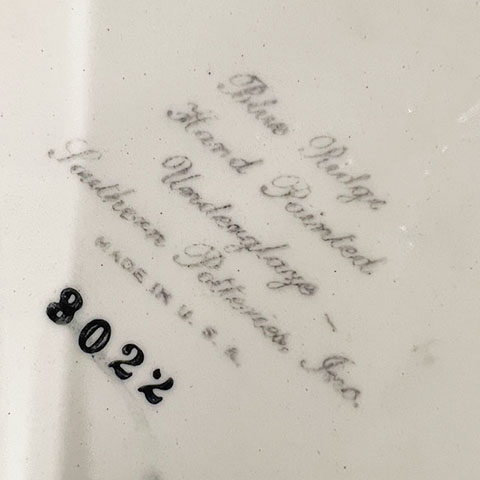 Blue Ridge
Hand Painted
Underglaze -
Southern Potteries, Inc.
MADE IN U. S. A.
8022